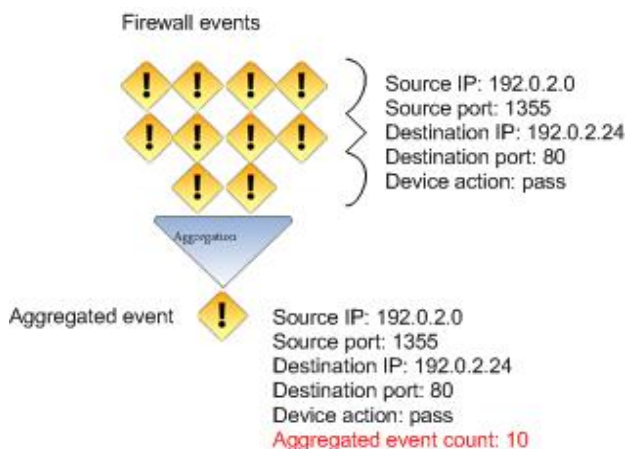 Firewall events
Source IP: 192.0.2.0
Source port: 1355
Destination IP: 192.0.2.24
Destination port: 80
Device action: pass
Aggregation
Aggregated event
Source IP: 192.0.2.0
Source port: 1355
Destination IP: 192.0.2.24
Destination port: 80
Device action: pass
Aggregated event count: 10